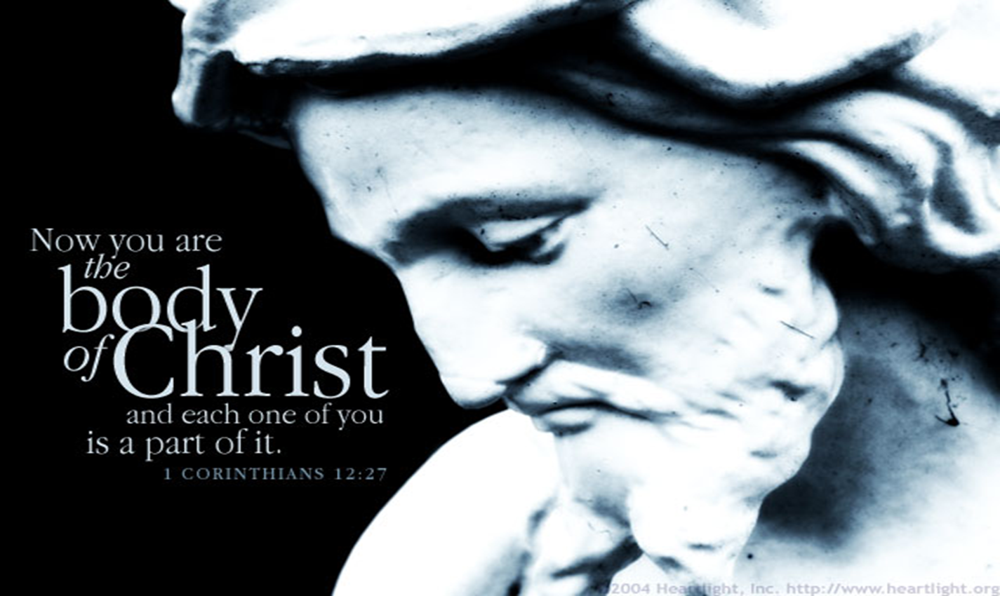 Now you are
the
body
of Christ
and each one of you
is a part of it.
1 CORINTHIANS 12:27
2004 Heartlight, Inc. http://www.heartlight.org